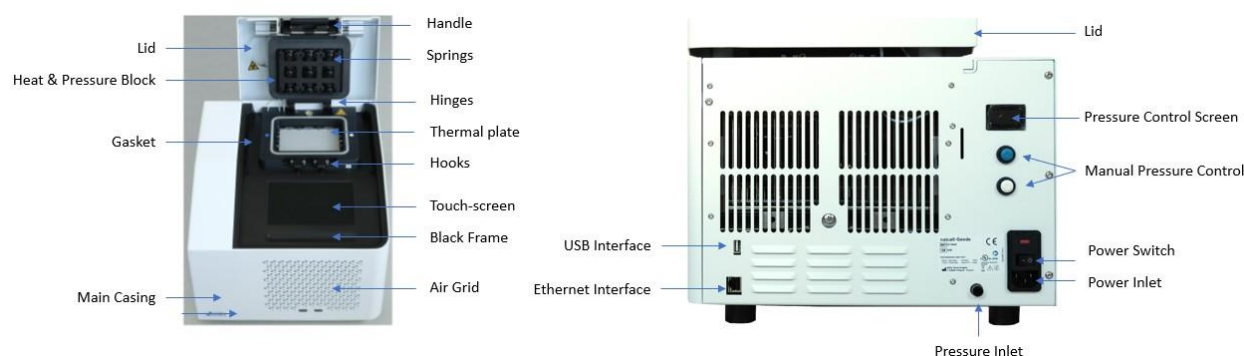 Handle
Lid
Springs
Heat & Pressure Block
Hinges
Thermal plate
Gasket
Hooks
Touch-screen
Black Frame
Air Grid
Main Casing
Lid
Pressure Control Screen
Manual Pressure Control
USB Interface
Power Switch
Ethernet Interface
Power Inlet
Pressure Inlet
CE